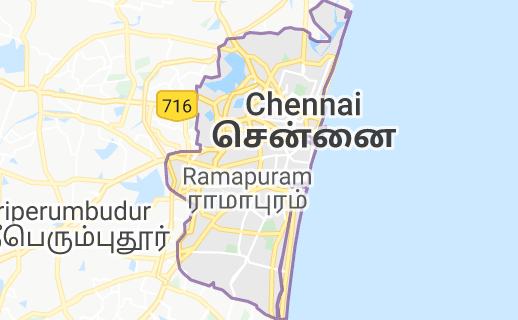 716
Chennai
சென்னை
Ramapuram
ராமாபுரம்
riperumbudur
பெரும்புதூர்